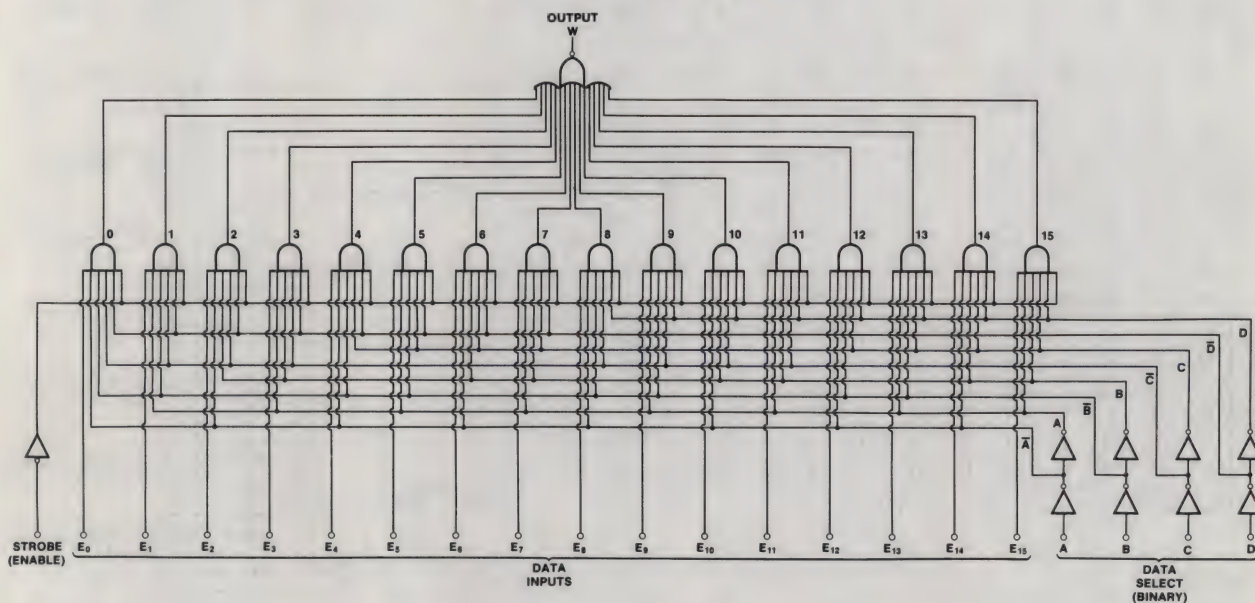 OUTPUT
W
0 1 2 3 4 5 6 7 8 9 10 11 12 13 14 15
D
D̅
C
C̅
B
B̅
A
A̅
STROBE
(ENABLE)
E₀ E₁ E₂ E₃ E₄ E₅ E₆ E₇ E₈ E₉ E₁₀ E₁₁ E₁₂ E₁₃ E₁₄ E₁₅
A B C D
DATA
INPUTS
DATA
SELECT
(BINARY)